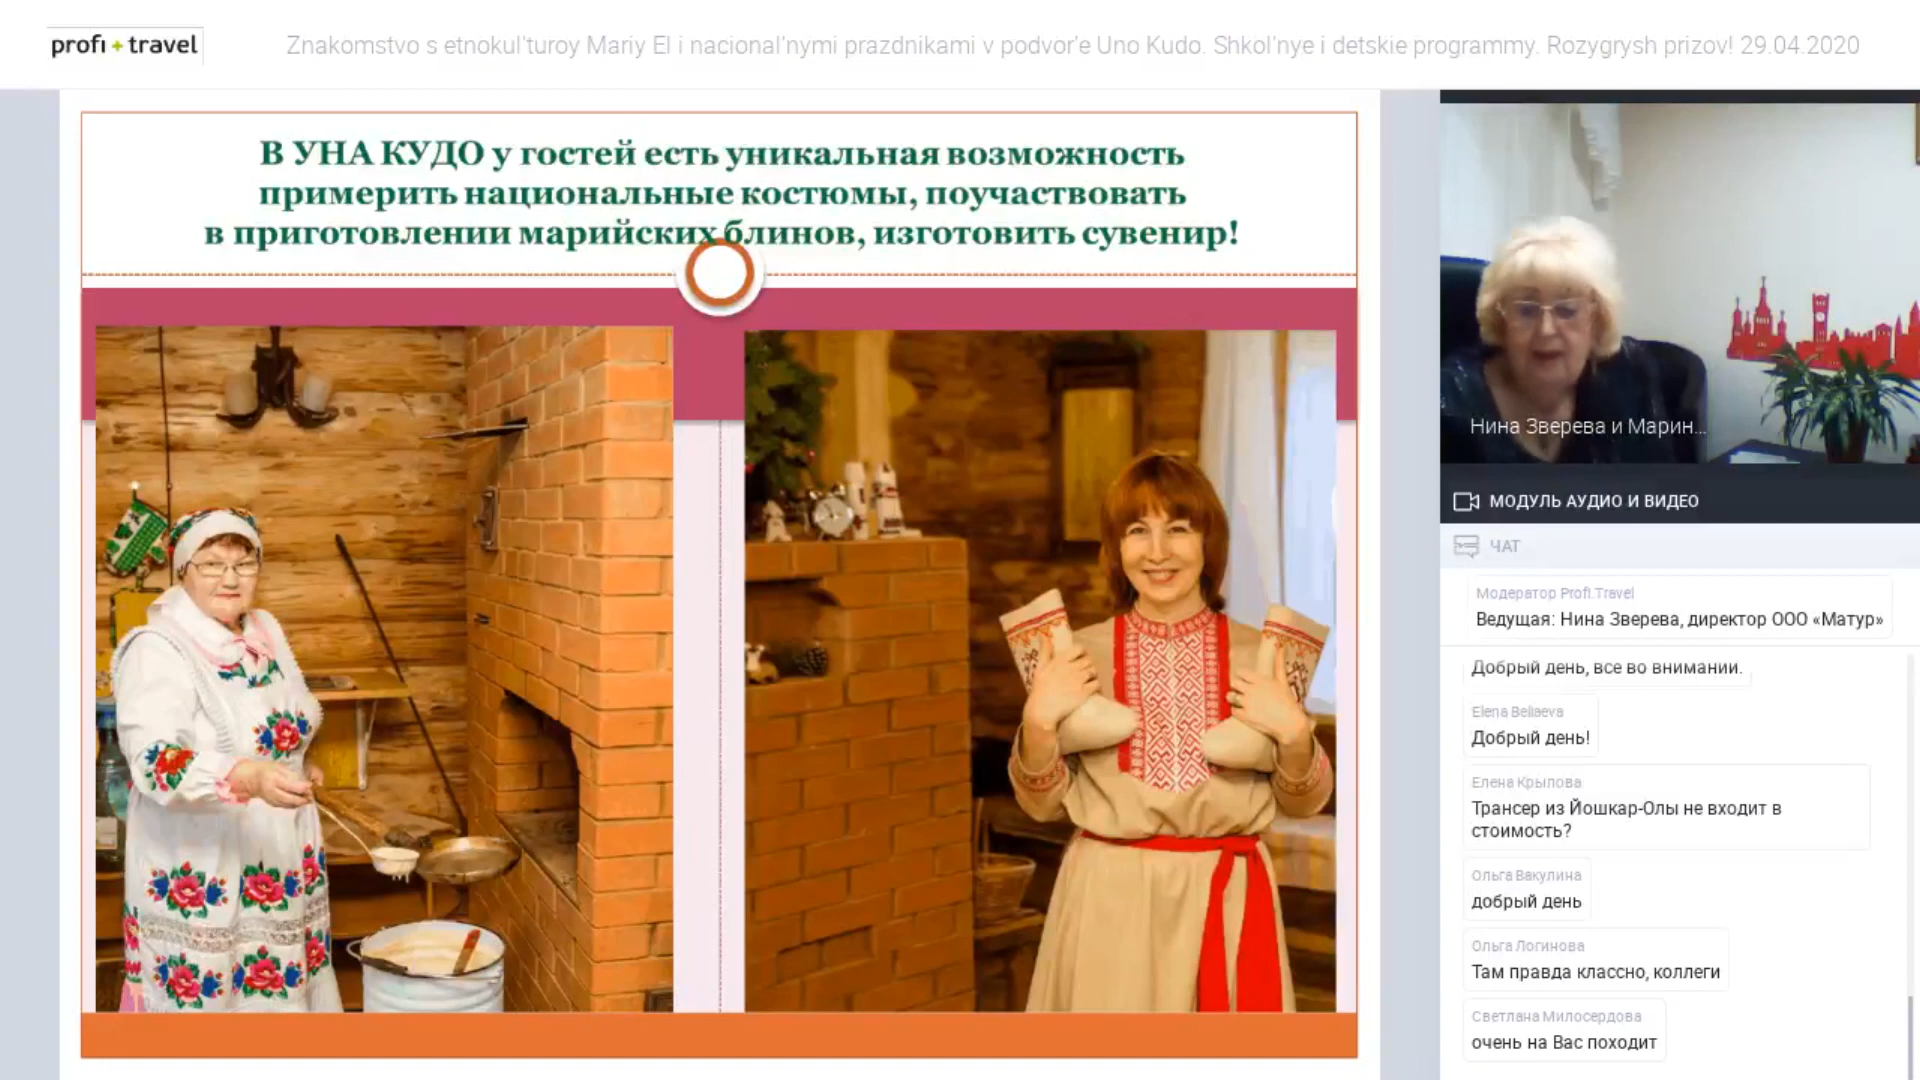 profi + travel
Znakomstvo s etnokul'turoy Mariy El i nacional'nymi prazdnikami v podvor'e Uno Kudo. Shkol'nye i detskie programmy. Rozygrysh prizov! 29.04.2020
В УНА КУДО у гостей есть уникальная возможность
примерить национальные костюмы, поучаствовать
в приготовлении марийских блинов, изготовить сувенир!
Нина Зверева и Марин...
МОДУЛЬ АУДИО И ВИДЕО
ЧАТ
Модератор Profi.Travel
Ведущая: Нина Зверева, директор ООО «Матур»
Добрый день, все во внимании.
Elena Beliaeva
Добрый день!
Елена Крылова
Трансер из Йошкар-Олы не входит в
стоимость?
Ольга Вакулина
добрый день
Ольга Логинова
Там правда классно, коллеги
Светлана Милосердова
очень на Вас походит